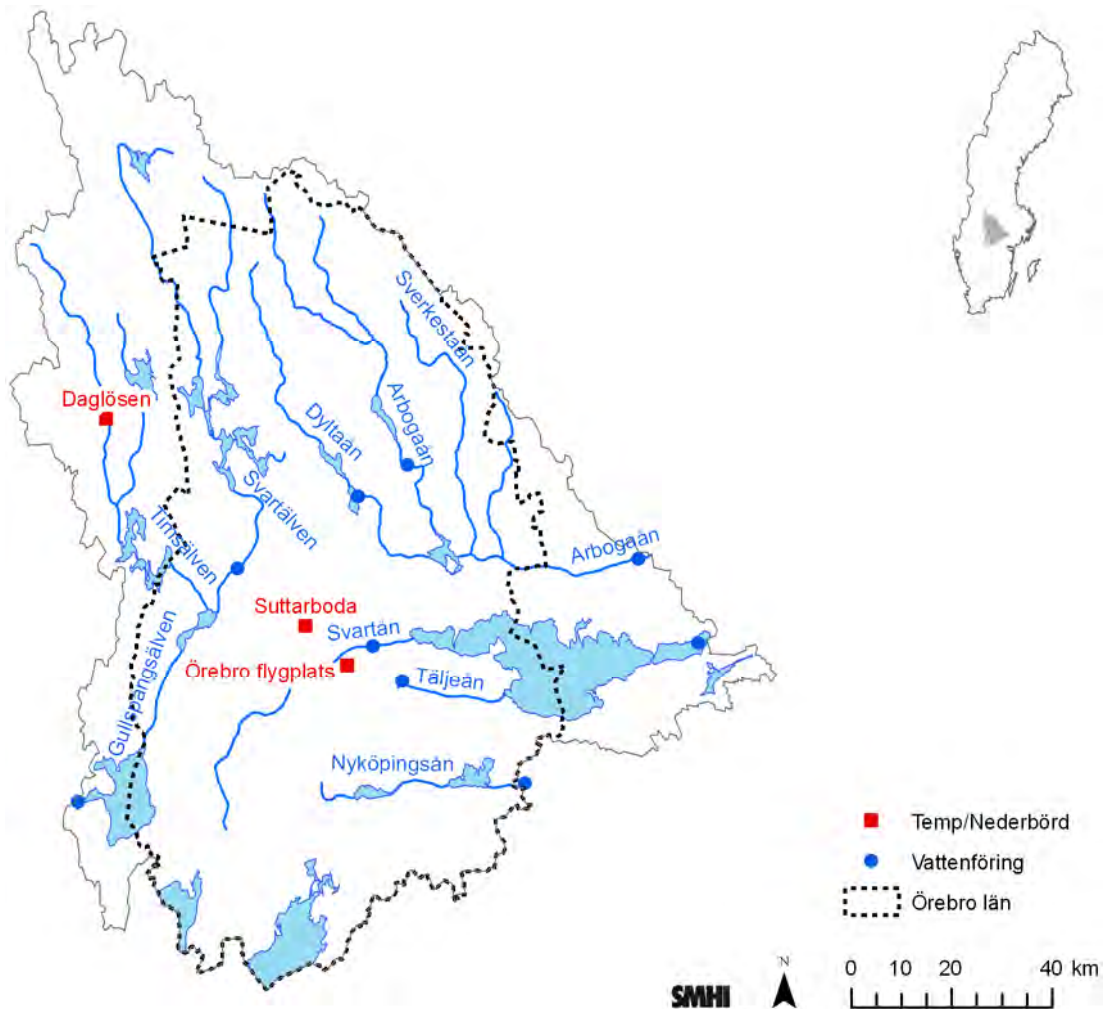 Sverkestaån
Daglösen
Arbogaån
Dyltaån
Svartälven
Timsälven
Arbogaån
Suttarboda
Svartån
Örebro flygplats
Täljeån
Gullspångsälven
Nyköpingsån
Temp/Nederbörd
Vattenföring
Örebro län
N
SMHI
0 10 20 40 km